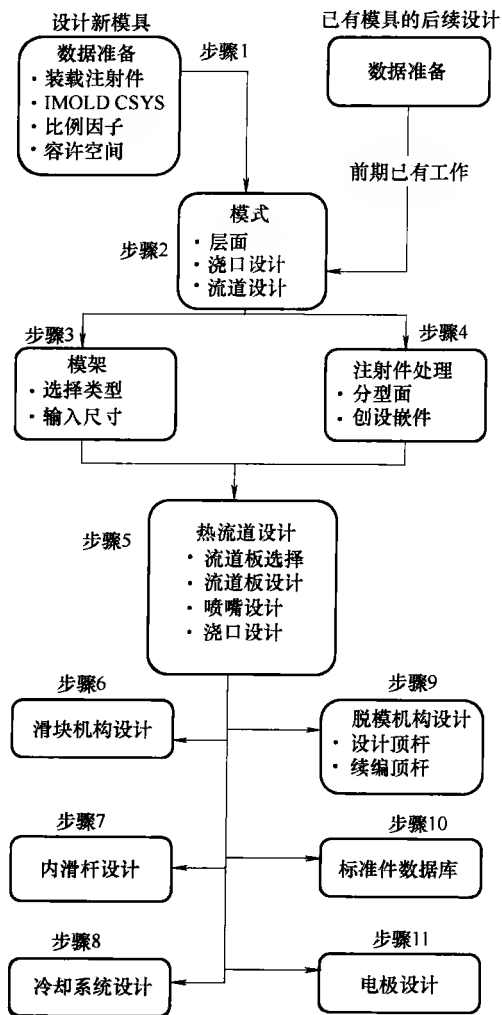 设计新模具
已有模具的后续设计
数据准备
· 装载注射件
· IMOLD CSYS
· 比例因子
· 容许空间
步骤1
数据准备
前期已有工作
步骤2
模式
· 层面
· 浇口设计
· 流道设计
步骤3
模架
· 选择类型
· 输入尺寸
步骤4
注射件处理
· 分型面
· 创设嵌件
步骤5
热流道设计
· 流道板选择
· 流道板设计
· 喷嘴设计
· 浇口设计
步骤6
滑块机构设计
步骤9
脱模机构设计
· 设计顶杆
· 续编顶杆
步骤7
内滑杆设计
步骤10
标准件数据库
步骤8
冷却系统设计
步骤11
电极设计